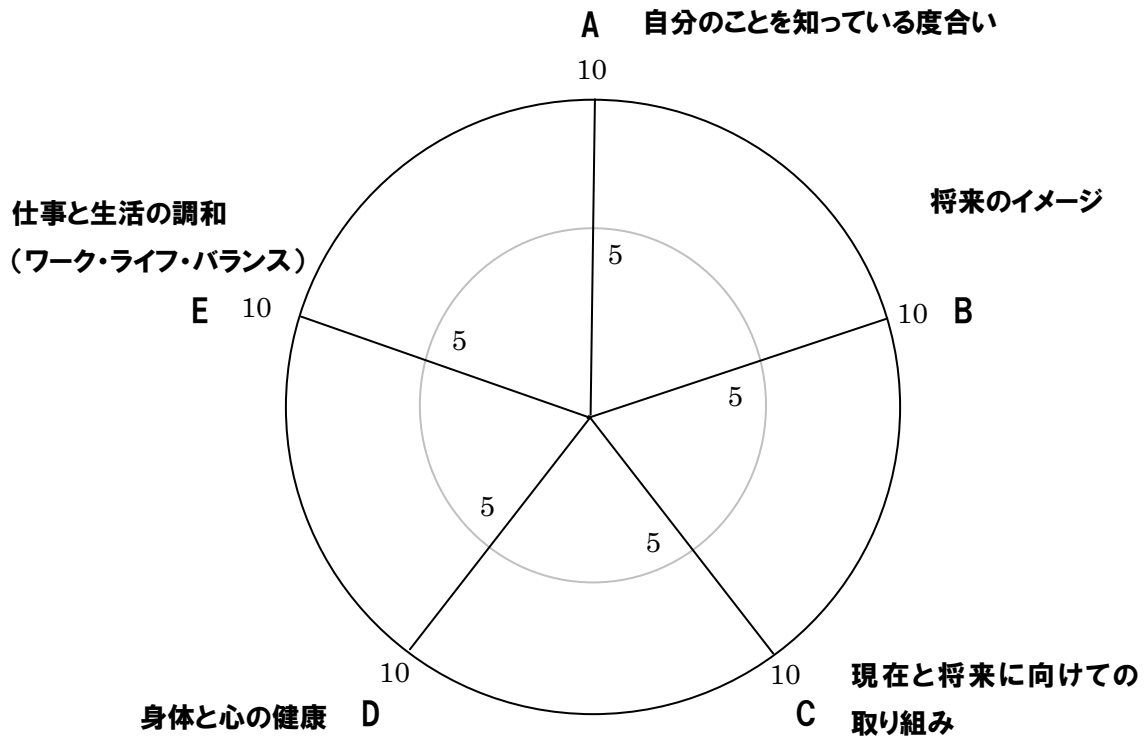 A 自分のことを知っている度合い
10
将来のイメージ
仕事と生活の調和
（ワーク・ライフ・バランス）
5
E 10
10 B
5
5
5
5
10
10
現在と将来に向けての
取り組み
身体と心の健康 D
C